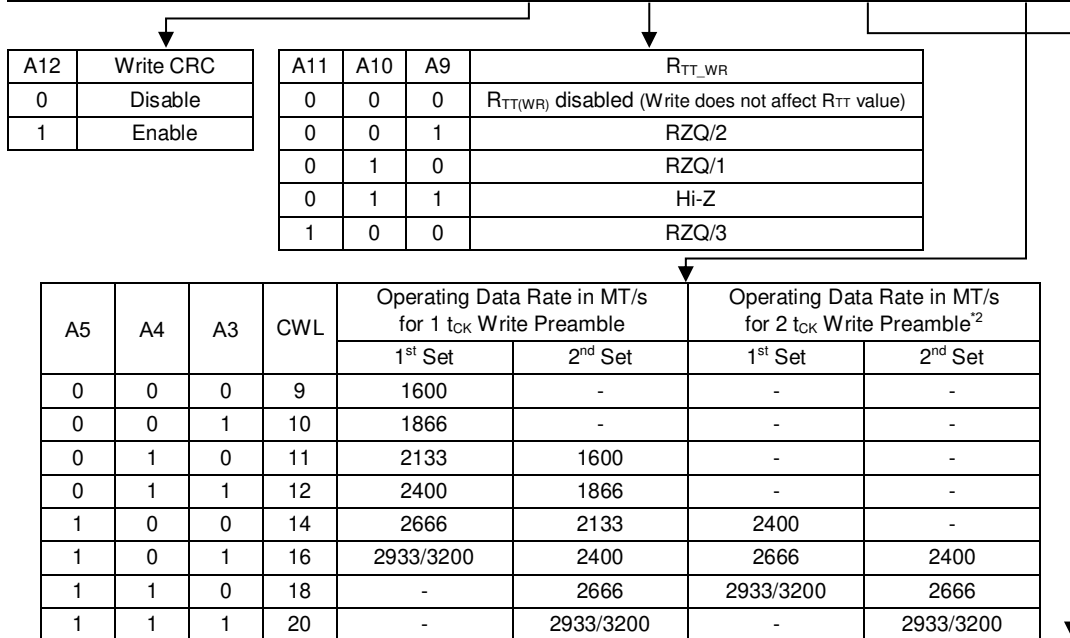 A12 Write CRC
0 Disable
1 Enable
A11 A10 A9 RTT_WR
0 0 0 RTT(WR) disabled (Write does not affect RTT value)
0 0 1 RZQ/2
0 1 0 RZQ/1
0 1 1 Hi-Z
1 0 0 RZQ/3
A5 A4 A3 CWL Operating Data Rate in MT/s for 1 tCK Write Preamble Operating Data Rate in MT/s for 2 tCK Write Preamble*2
1st Set 2nd Set 1st Set 2nd Set
0 0 0 9 1600 - - -
0 0 1 10 1866 - - -
0 1 0 11 2133 1600 - -
0 1 1 12 2400 1866 - -
1 0 0 14 2666 2133 2400 -
1 0 1 16 2933/3200 2400 2666 2400
1 1 0 18 - 2666 2933/3200 2666
1 1 1 20 - 2933/3200 - 2933/3200